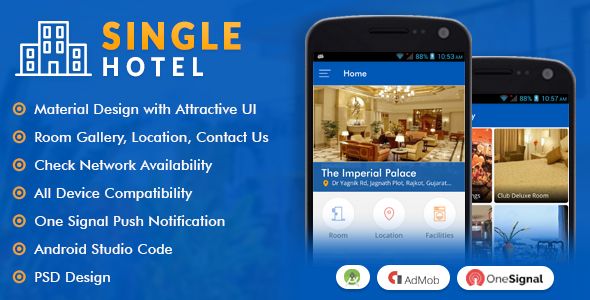 SINGLE
HOTEL
Material Design with Attractive UI
Room Gallery, Location, Contact Us
Check Network Availability
All Device Compatibility
One Signal Push Notification
Android Studio Code
PSD Design
88% 10:53 AM
Home
The Imperial Palace
Dr Yagnik Rd, Jagnath Plot, Rajkot, Gujarat...
Room Location Facilities
88% 10:57 AM
Club Deluxe Room
AdMob
OneSignal